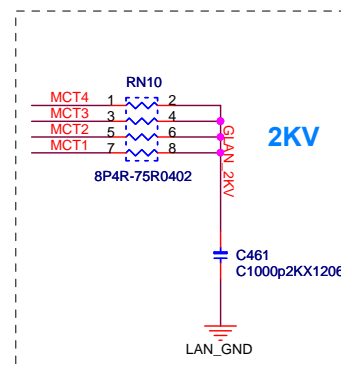 RN10
MCT4 1 2
MCT3 3 4
MCT2 5 6
MCT1 7 8
GLAN_2KV
2KV
8P4R-75R0402
C461
C1000p2KX1206
LAN_GND